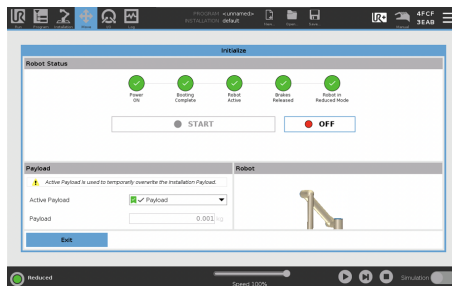 PROGRAM <unnamed>
INSTALLATION default
Run
Program
Installation
Move
I/O
Log
New...
Open...
Save...
Manual
4FCF
3EAB
Initialize
Robot Status
Power
ON
Booting
Complete
Robot
Active
Brakes
Released
Robot in
Reduced Mode
START
OFF
Payload
Robot
Active Payload is used to temporarily overwrite the Installation Payload.
Active Payload
Payload
Payload
0.001 kg
Exit
Reduced
Speed 100%
Simulation